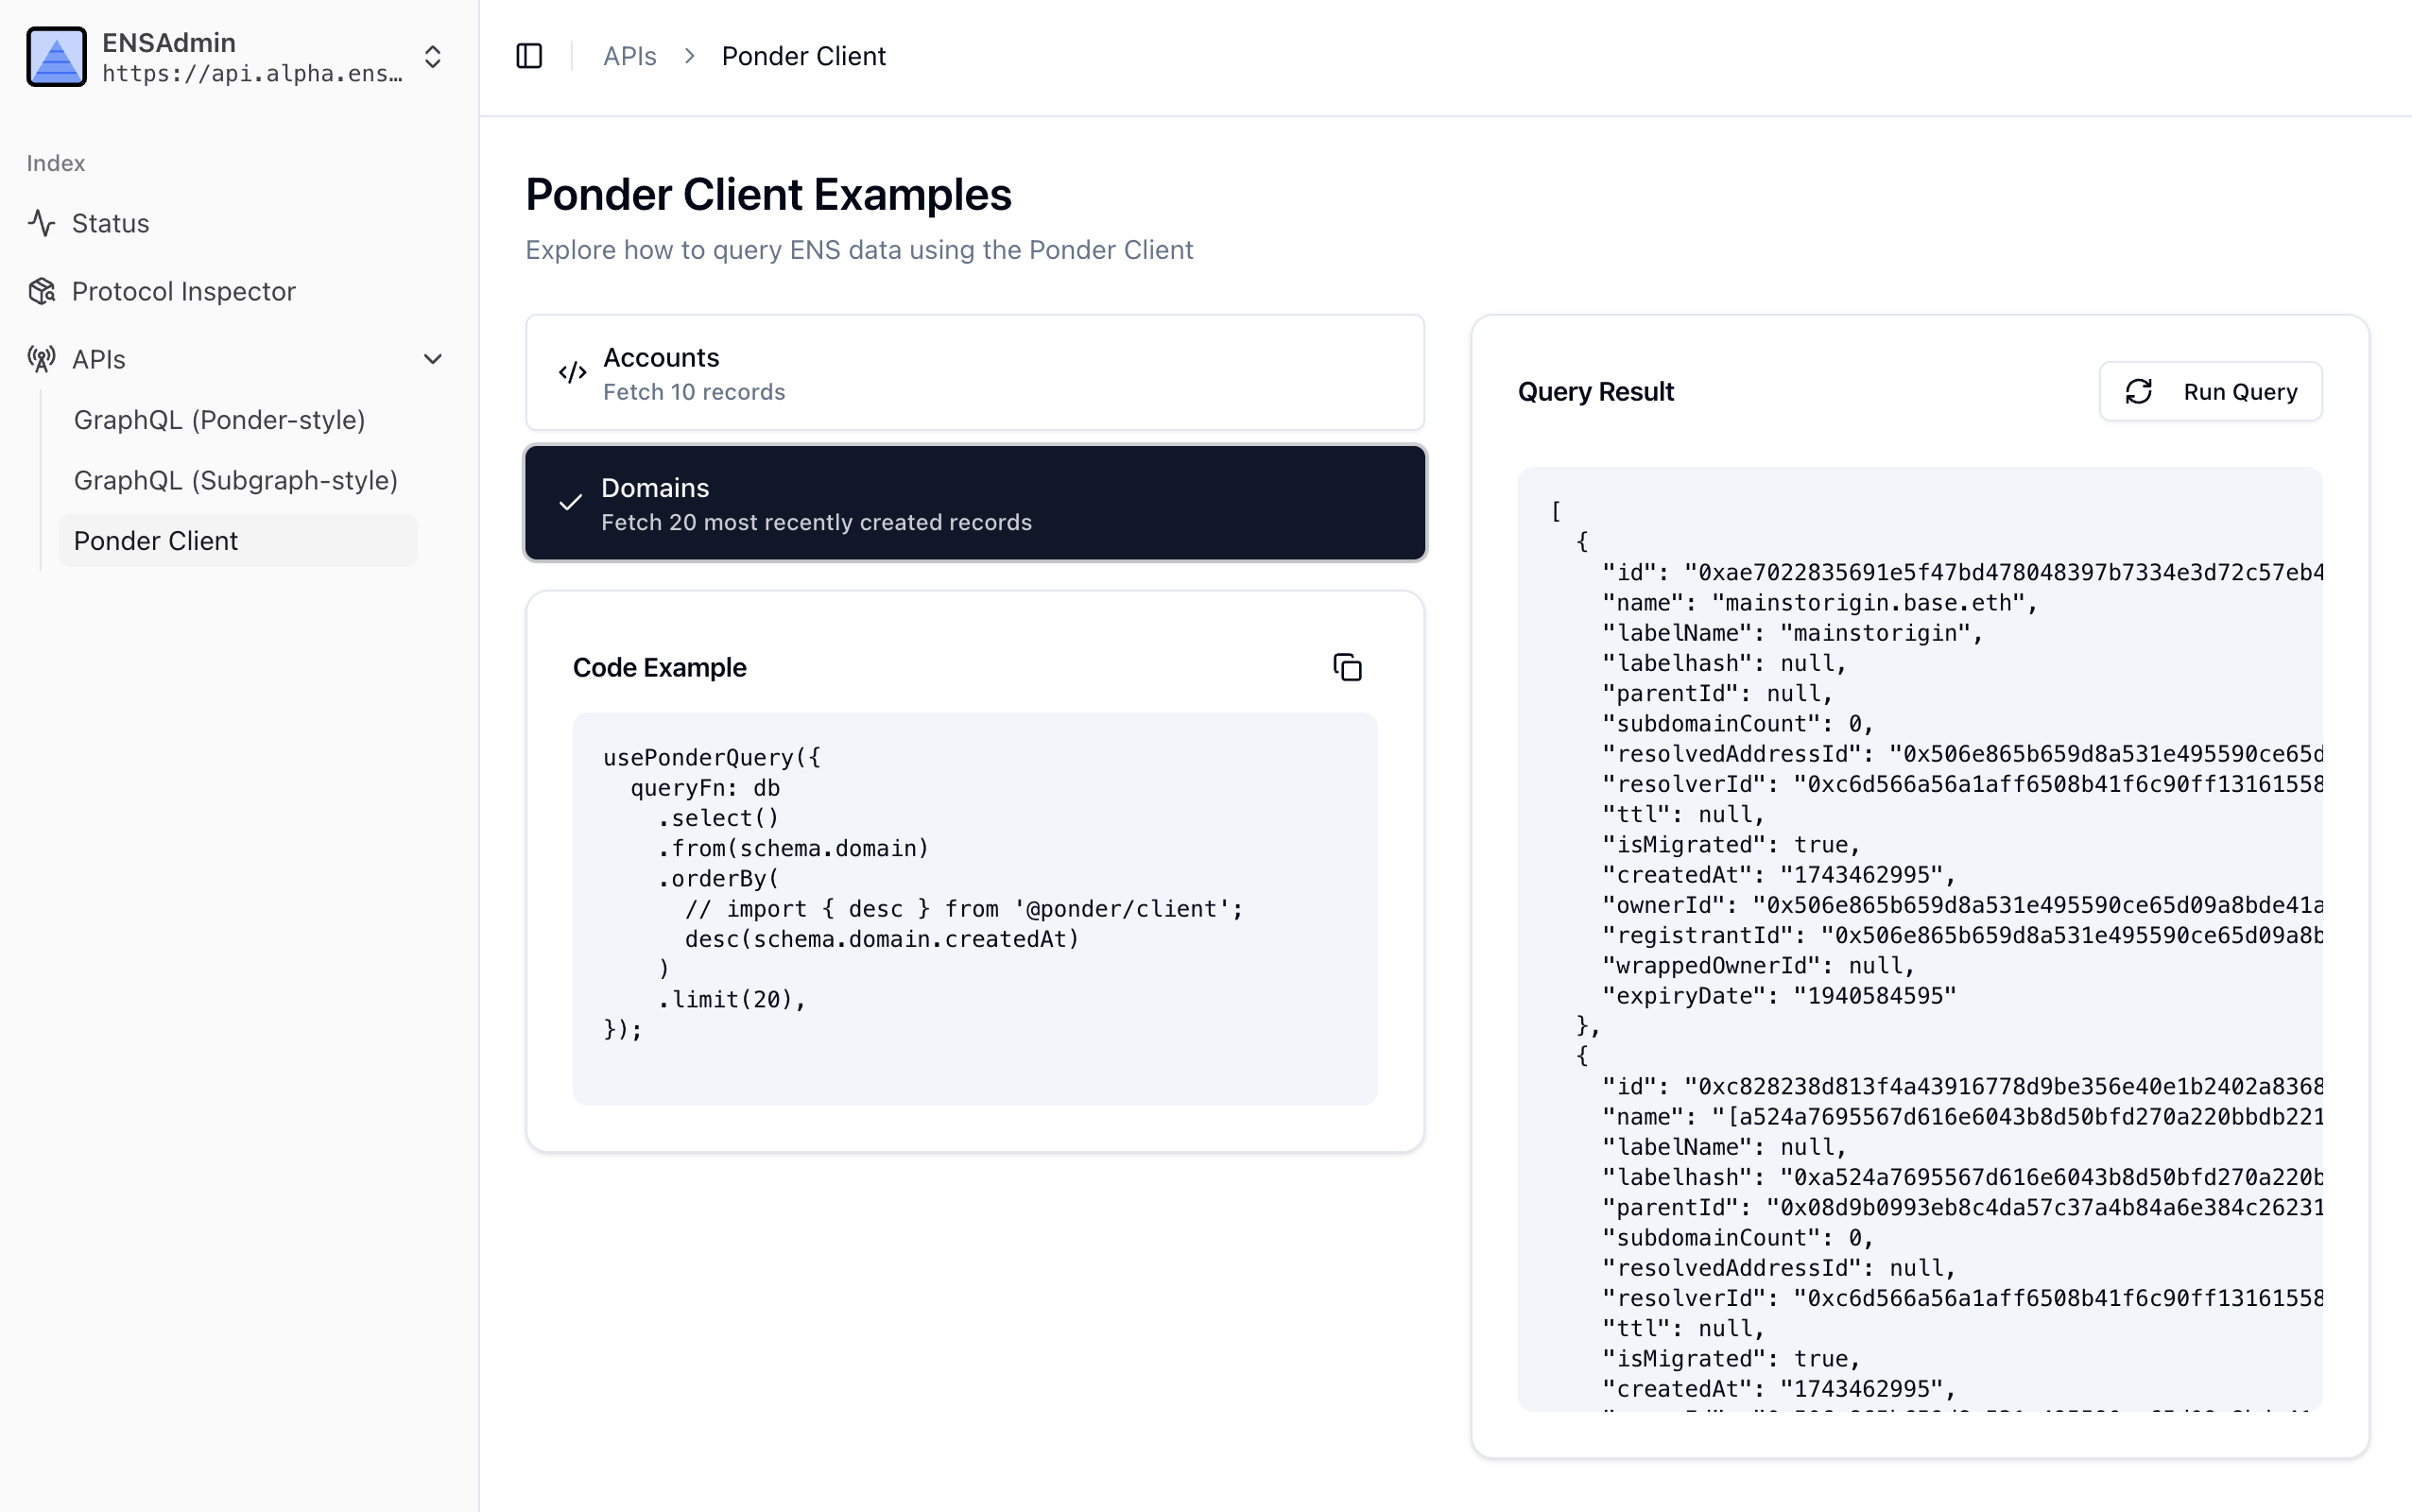 ENSAdmin
https://api.alpha.ens…
Index
Status
Protocol Inspector
APIs
GraphQL (Ponder-style)
GraphQL (Subgraph-style)
Ponder Client
APIs > Ponder Client
Ponder Client Examples
Explore how to query ENS data using the Ponder Client
Accounts
Fetch 10 records
Domains
Fetch 20 most recently created records
Code Example
usePonderQuery({
  queryFn: db
    .select()
    .from(schema.domain)
    .orderBy(
      // import { desc } from '@ponder/client';
      desc(schema.domain.createdAt)
    )
    .limit(20),
});
Query Result
Run Query
[
  {
    "id": "0xae7022835691e5f47bd478048397b7334e3d72c57eb4
    "name": "mainstorigin.base.eth",
    "labelName": "mainstorigin",
    "labelhash": null,
    "parentId": null,
    "subdomainCount": 0,
    "resolvedAddressId": "0x506e865b659d8a531e495590ce65d
    "resolverId": "0xc6d566a56a1aff6508b41f6c90ff13161558
    "ttl": null,
    "isMigrated": true,
    "createdAt": "1743462995",
    "ownerId": "0x506e865b659d8a531e495590ce65d09a8bde41a
    "registrantId": "0x506e865b659d8a531e495590ce65d09a8b
    "wrappedOwnerId": null,
    "expiryDate": "1940584595"
  },
  {
    "id": "0xc828238d813f4a43916778d9be356e40e1b2402a8368
    "name": "[a524a7695567d616e6043b8d50bfd270a220bbdb221
    "labelName": null,
    "labelhash": "0xa524a7695567d616e6043b8d50bfd270a220b
    "parentId": "0x08d9b0993eb8c4da57c37a4b84a6e384c26231
    "subdomainCount": 0,
    "resolvedAddressId": null,
    "resolverId": "0xc6d566a56a1aff6508b41f6c90ff13161558
    "ttl": null,
    "isMigrated": true,
    "createdAt": "1743462995",